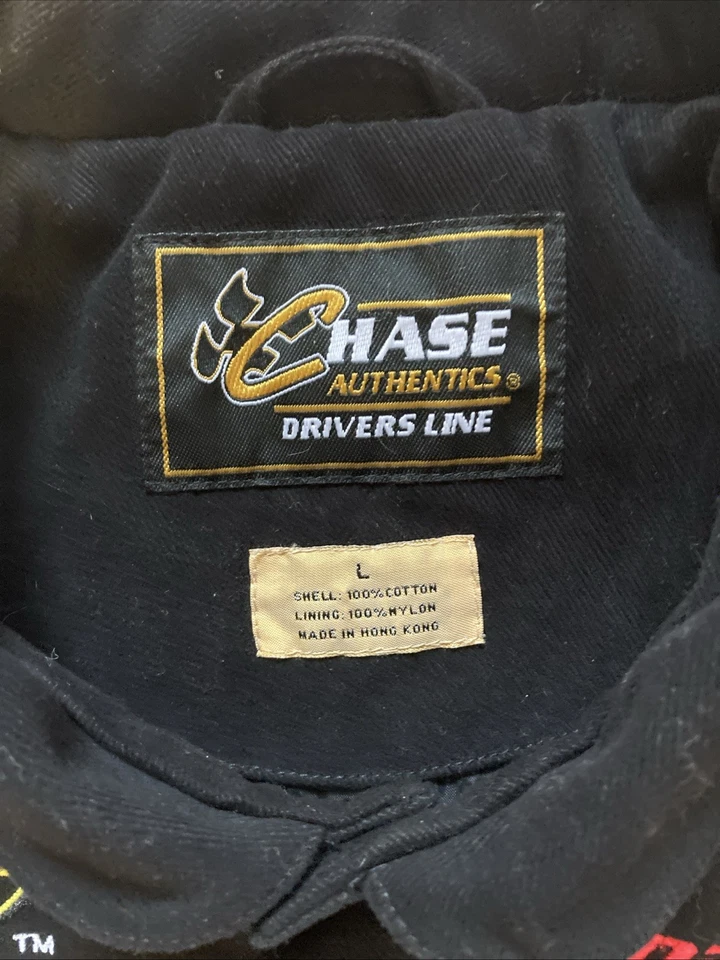 CHASE
AUTHENTICS®
DRIVERS LINE
L
SHELL: 100% COTTON
LINING: 100% NYLON
MADE IN HONG KONG
TM